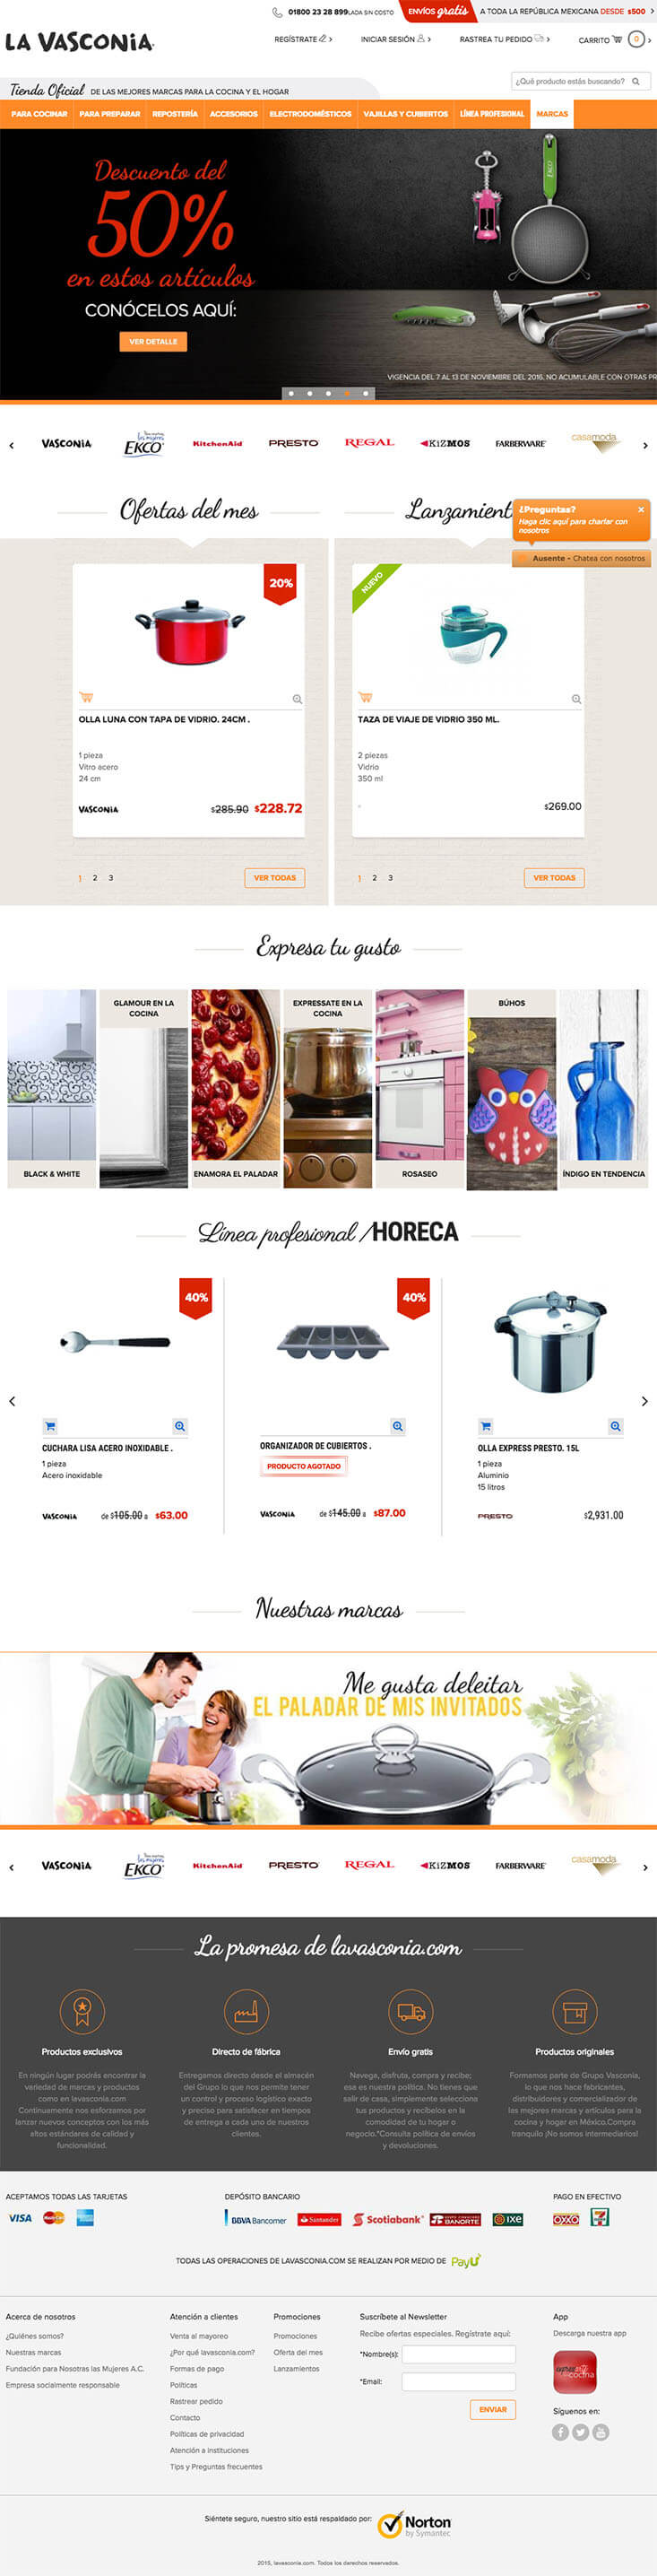 01800 23 28 899 LADA SIN COSTO
ENVÍOS gratis A TODA LA REPÚBLICA MEXICANA DESDE $500 >
LA VASCONIA
REGÍSTRATE >
INICIAR SESIÓN >
RASTREA TU PEDIDO >
CARRITO 0 >
Tienda Oficial DE LAS MEJORES MARCAS PARA LA COCINA Y EL HOGAR
¿Qué producto estás buscando?
PARA COCINAR
PARA PREPARAR
REPOSTERÍA
ACCESORIOS
ELECTRODOMÉSTICOS
VAJILLAS Y CUBIERTOS
LÍNEA PROFESIONAL
MARCAS
Descuento del
50%
en estos artículos
CONÓCELOS AQUÍ:
VER DETALLE
EKCO
VIGENCIA DEL 7 AL 13 DE NOVIEMBRE DEL 2016. NO ACUMULABLE CON OTRAS PR
VASCONIA
EKCO
KitchenAid
PRESTO
REGAL
KIZMOS
FARBERWARE
casamoda
Ofertas del mes
Lanzamient
¿Preguntas? ×
Haga clic aquí para charlar con
nosotros
Ausente - Chatea con nosotros
20%
OLLA LUNA CON TAPA DE VIDRIO. 24CM .
1 pieza
Vitro acero
24 cm
VASCONIA $285.90 $228.72
1 2 3
VER TODAS
NUEVO
TAZA DE VIAJE DE VIDRIO 350 ML.
2 piezas
Vidrio
350 ml
$269.00
1 2 3
VER TODAS
Expresa tu gusto
BLACK & WHITE
GLAMOUR EN LA
COCINA
ENAMORA EL PALADAR
EXPRESSATE EN LA
COCINA
ROSASEO
BÚHOS
ÍNDIGO EN TENDENCIA
Línea profesional /HORECA
40%
CUCHARA LISA ACERO INOXIDABLE .
1 pieza
Acero inoxidable
VASCONIA de $105.00 a $63.00
40%
ORGANIZADOR DE CUBIERTOS .
PRODUCTO AGOTADO
VASCONIA de $145.00 a $87.00
OLLA EXPRESS PRESTO. 15L
1 pieza
Aluminio
15 litros
PRESTO $2,931.00
Nuestras marcas
Me gusta deleitar
EL PALADAR DE MIS INVITADOS
VASCONIA
EKCO
KitchenAid
PRESTO
REGAL
KIZMOS
FARBERWARE
casamoda
La promesa de lavasconia.com
Productos exclusivos
En ningún lugar podrás encontrar la
variedad de marcas y productos
como en lavasconia.com
Continuamente nos esforzamos por
lanzar nuevos conceptos con los más
altos estándares de calidad y
funcionalidad.
Directo de fábrica
Entregamos directo desde el almacén
del Grupo lo que nos permite tener
un control y proceso logístico exacto
y preciso para satisfacer en tiempos
de entrega a cada uno de nuestros
clientes.
Envío gratis
Navega, disfruta, compra y recibe;
esa es nuestra política. No tienes que
salir de casa, simplemente selecciona
tus productos y recíbelos en la
comodidad de tu hogar o
negocio.*Consulta política de envíos
y devoluciones.
Productos originales
Formamos parte de Grupo Vasconia,
lo que nos hace fabricantes,
distribuidores y comercializador de
las mejores marcas y artículos para la
cocina y hogar en México.Compra
tranquilo ¡No somos intermediarios!
ACEPTAMOS TODAS LAS TARJETAS
VISA MasterCard
DEPÓSITO BANCARIO
BBVA Bancomer Santander Scotiabank BANORTE IXE
PAGO EN EFECTIVO
OXXO 7
TODAS LAS OPERACIONES DE LAVASCONIA.COM SE REALIZAN POR MEDIO DE PayU
Acerca de nosotros
¿Quiénes somos?
Nuestras marcas
Fundación para Nosotras las Mujeres A.C.
Empresa socialmente responsable
Atención a clientes
Venta al mayoreo
¿Por qué lavasconia.com?
Formas de pago
Políticas
Rastrear pedido
Contacto
Políticas de privacidad
Atención a instituciones
Tips y Preguntas frecuentes
Promociones
Promociones
Oferta del mes
Lanzamientos
Suscríbete al Newsletter
Recibe ofertas especiales. Regístrate aquí:
*Nombre(s):
*Email:
ENVIAR
App
Descarga nuestra app
Síguenos en:
Siéntete seguro, nuestro sitio está respaldado por: Norton
by Symantec
2015, lavasconia.com. Todos los derechos reservados.